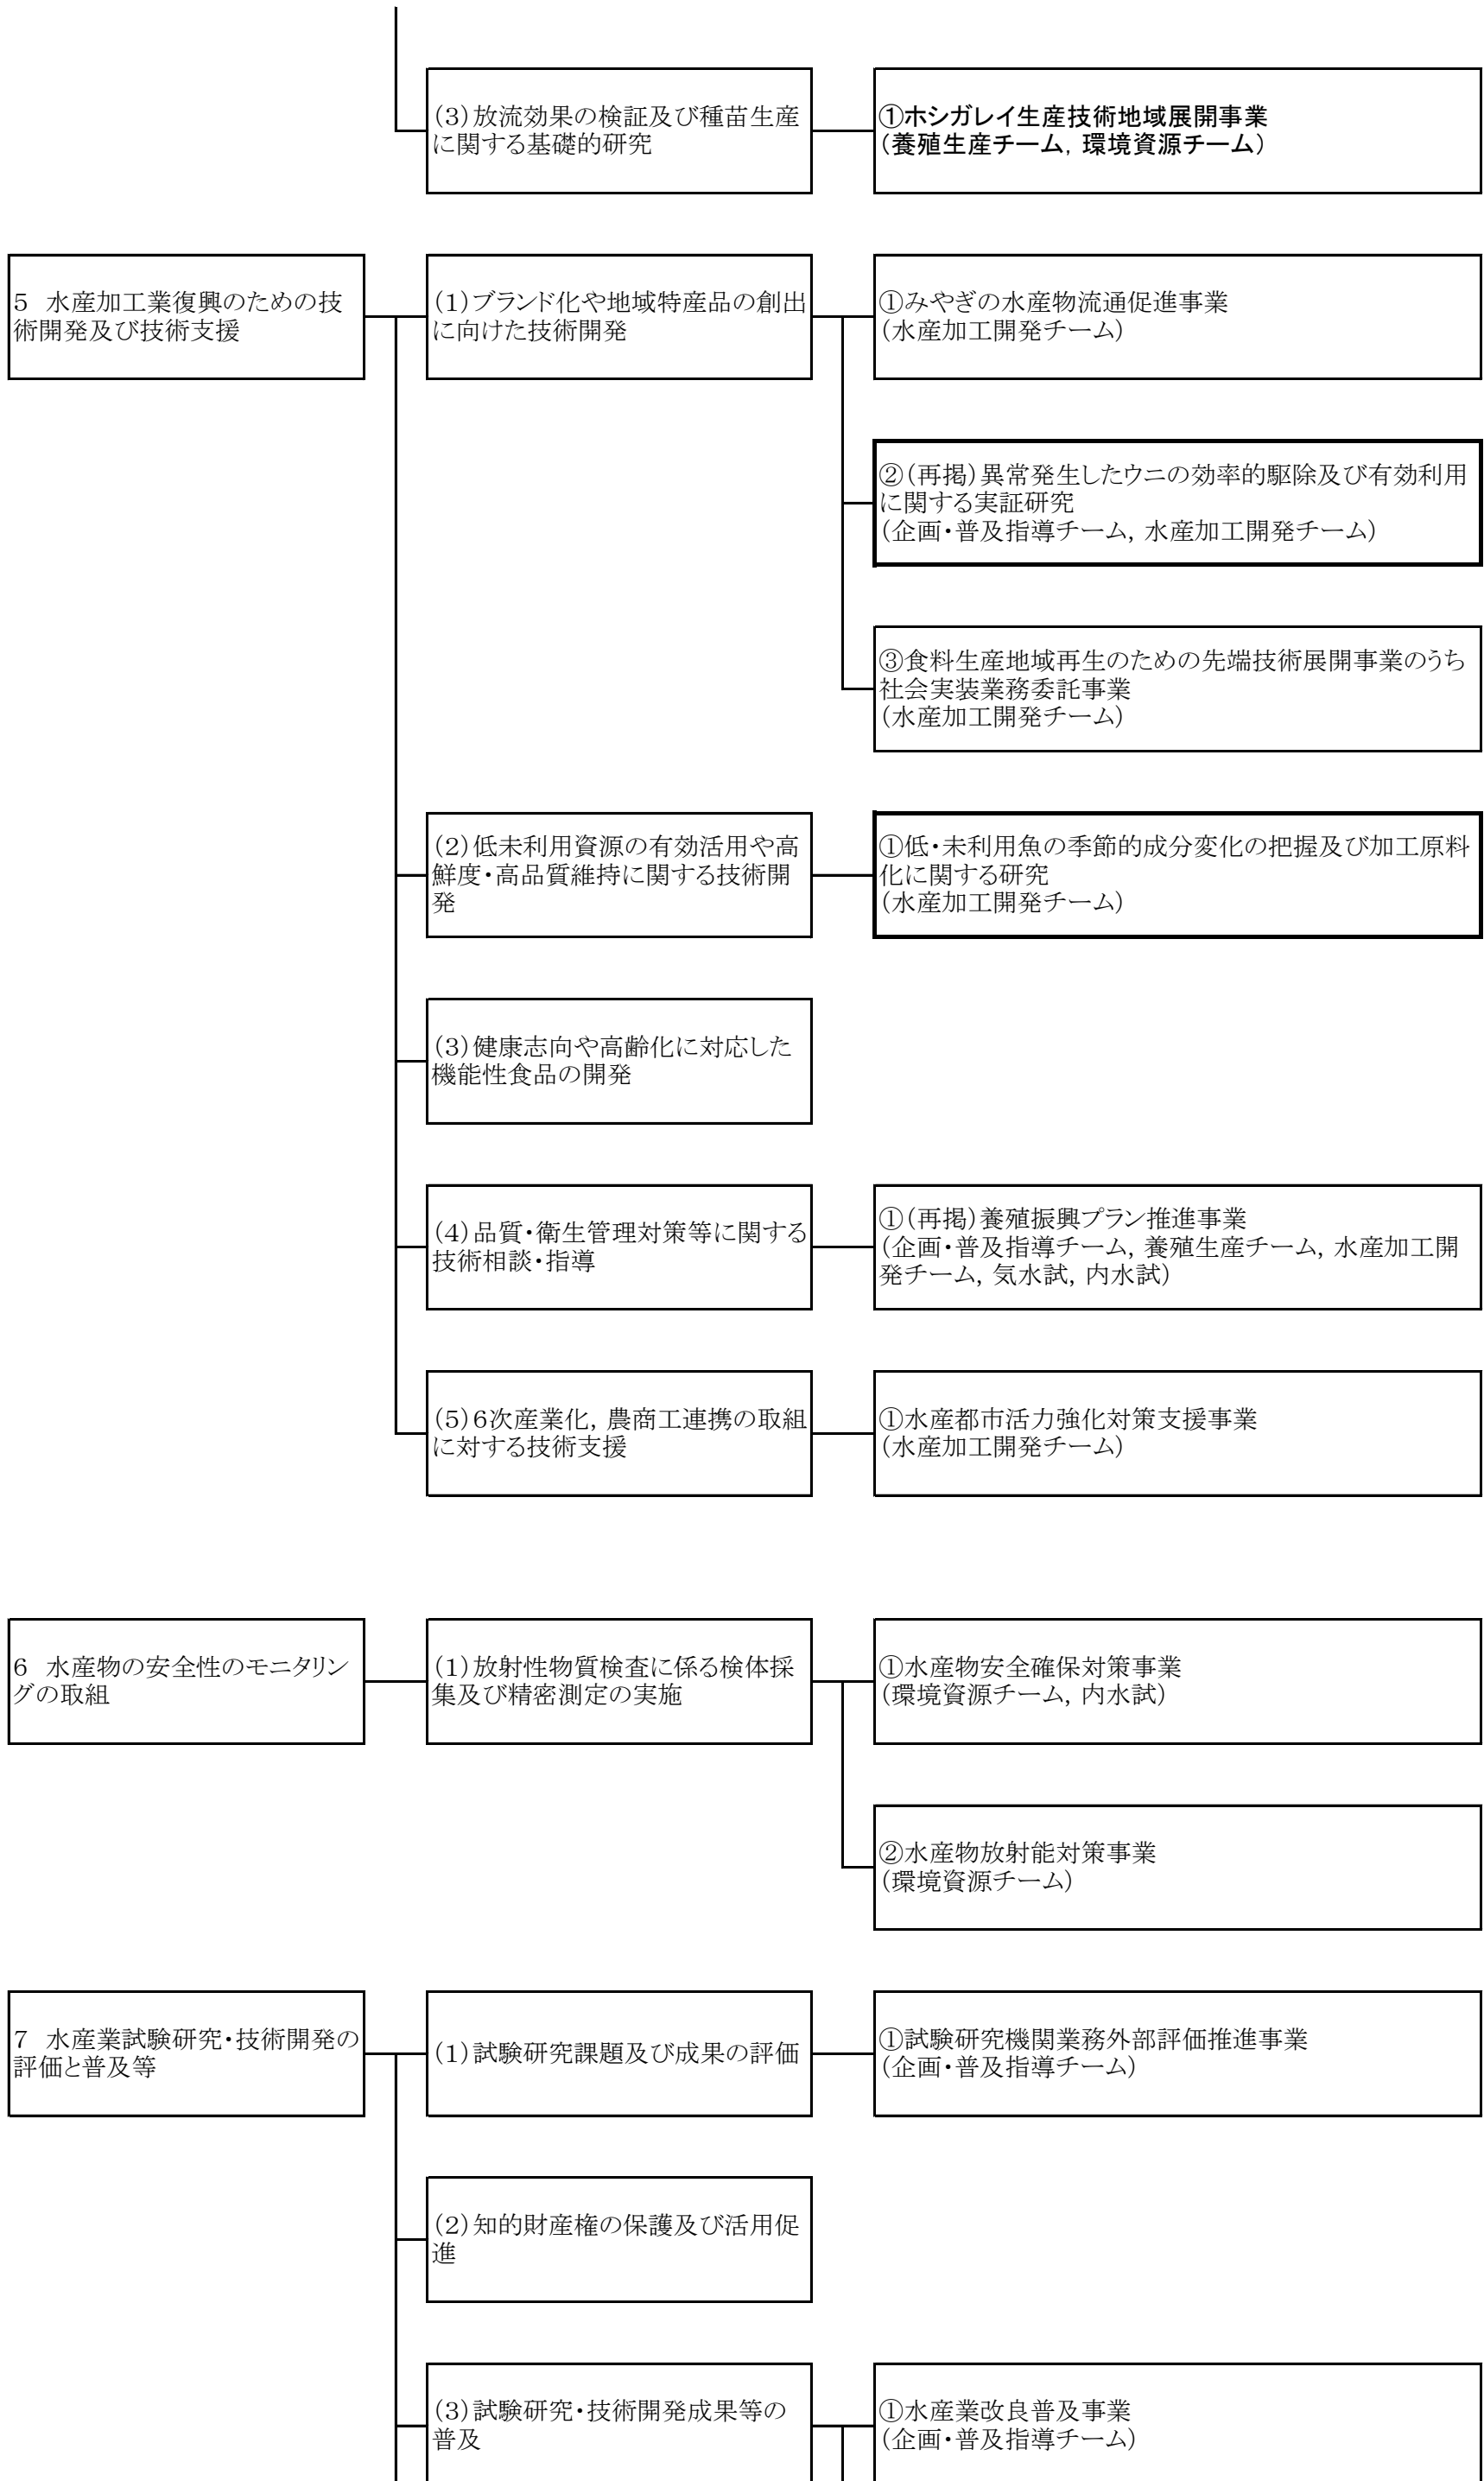 (3)放流効果の検証及び種苗生産
に関する基礎的研究
①ホシガレイ生産技術地域展開事業
(養殖生産チーム, 環境資源チーム)
5 水産加工業復興のための技
術開発及び技術支援
(1)ブランド化や地域特産品の創出
に向けた技術開発
①みやぎの水産物流通促進事業
(水産加工開発チーム)
②(再掲)異常発生したウニの効率的駆除及び有効利用
に関する実証研究
(企画・普及指導チーム, 水産加工開発チーム)
③食料生産地域再生のための先端技術展開事業のうち
社会実装業務委託事業
(水産加工開発チーム)
(2)低未利用資源の有効活用や高
鮮度・高品質維持に関する技術開
発
①低・未利用魚の季節的成分変化の把握及び加工原料
化に関する研究
(水産加工開発チーム)
(3)健康志向や高齢化に対応した
機能性食品の開発
(4)品質・衛生管理対策等に関する
技術相談・指導
①(再掲)養殖振興プラン推進事業
(企画・普及指導チーム, 養殖生産チーム, 水産加工開
発チーム, 気水試, 内水試)
(5)6次産業化, 農商工連携の取組
に対する技術支援
①水産都市活力強化対策支援事業
(水産加工開発チーム)
6 水産物の安全性のモニタリン
グの取組
(1)放射性物質検査に係る検体採
集及び精密測定の実施
①水産物安全確保対策事業
(環境資源チーム, 内水試)
②水産物放射能対策事業
(環境資源チーム)
7 水産業試験研究・技術開発の
評価と普及等
(1)試験研究課題及び成果の評価
①試験研究機関業務外部評価推進事業
(企画・普及指導チーム)
(2)知的財産権の保護及び活用促
進
(3)試験研究・技術開発成果等の
普及
①水産業改良普及事業
(企画・普及指導チーム)